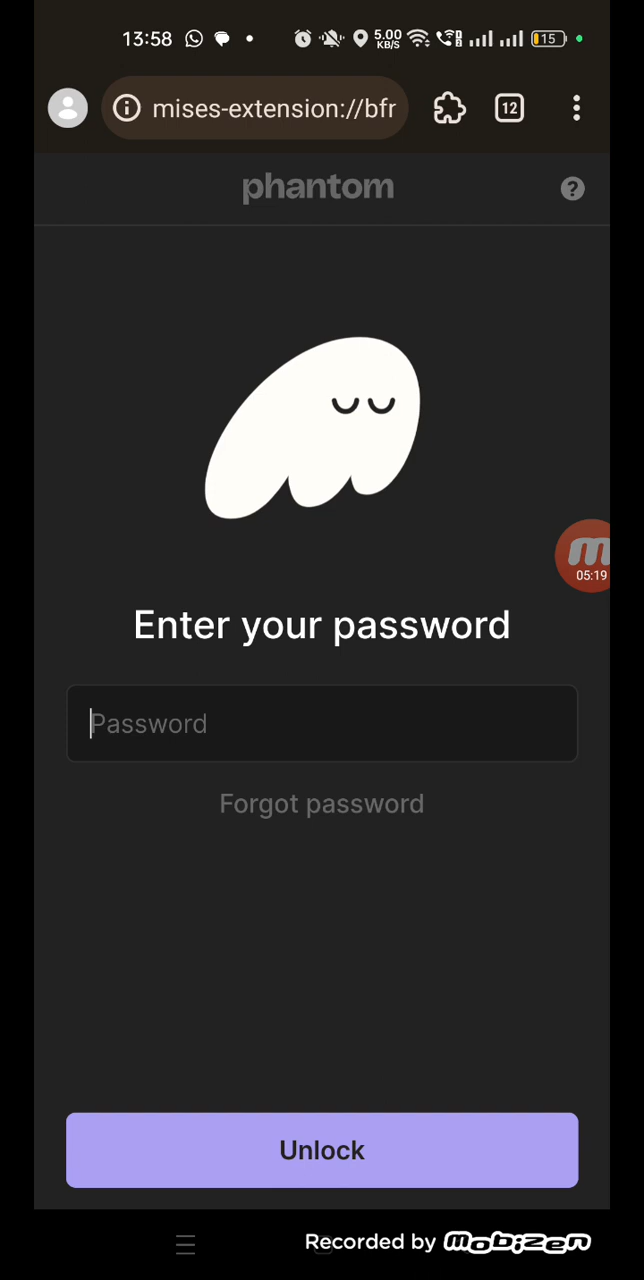 13:58 5.00 KB/S 15
mises-extension://bfr 12
phantom ?
05:19
Enter your password
Password
Forgot password
Unlock
Recorded by mobizen